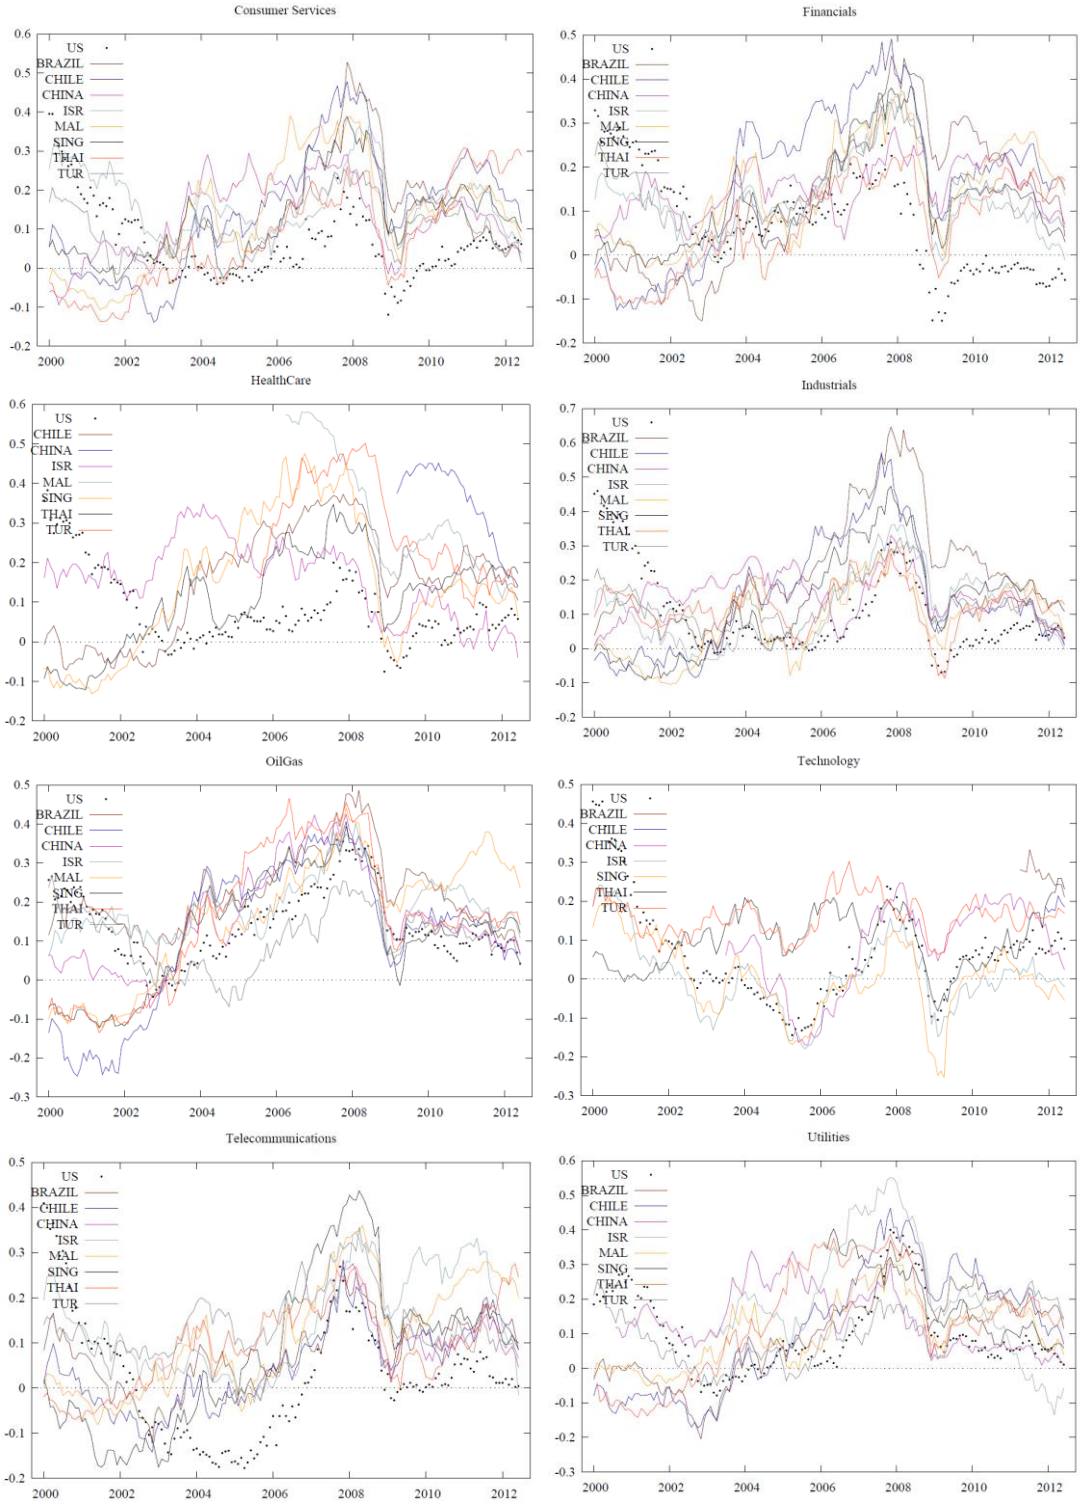 Consumer Services
0.6
0.5
0.4
0.3
0.2
0.1
0
-0.1
-0.2
US
BRAZIL
CHILE
CHINA
ISR
MAL
SING
THAI
TUR
2000 2002 2004 2006 2008 2010 2012
Financials
0.5
0.4
0.3
0.2
0.1
0
-0.1
-0.2
US
BRAZIL
CHILE
CHINA
ISR
MAL
SING
THAI
TUR
2000 2002 2004 2006 2008 2010 2012
HealthCare
0.6
0.5
0.4
0.3
0.2
0.1
0
-0.1
-0.2
US
CHILE
CHINA
ISR
MAL
SING
THAI
TUR
2000 2002 2004 2006 2008 2010 2012
Industrials
0.7
0.6
0.5
0.4
0.3
0.2
0.1
0
-0.1
-0.2
US
BRAZIL
CHILE
CHINA
ISR
MAL
SING
THAI
TUR
2000 2002 2004 2006 2008 2010 2012
OilGas
0.5
0.4
0.3
0.2
0.1
0
-0.1
-0.2
-0.3
US
BRAZIL
CHILE
CHINA
ISR
MAL
SING
THAI
TUR
2000 2002 2004 2006 2008 2010 2012
Technology
0.5
0.4
0.3
0.2
0.1
0
-0.1
-0.2
-0.3
US
BRAZIL
CHILE
CHINA
ISR
SING
THAI
TUR
2000 2002 2004 2006 2008 2010 2012
Telecommunications
0.5
0.4
0.3
0.2
0.1
0
-0.1
-0.2
US
BRAZIL
CHILE
CHINA
ISR
MAL
SING
THAI
TUR
2000 2002 2004 2006 2008 2010 2012
Utilities
0.6
0.5
0.4
0.3
0.2
0.1
0
-0.1
-0.2
-0.3
US
BRAZIL
CHILE
CHINA
ISR
MAL
SING
THAI
TUR
2000 2002 2004 2006 2008 2010 2012